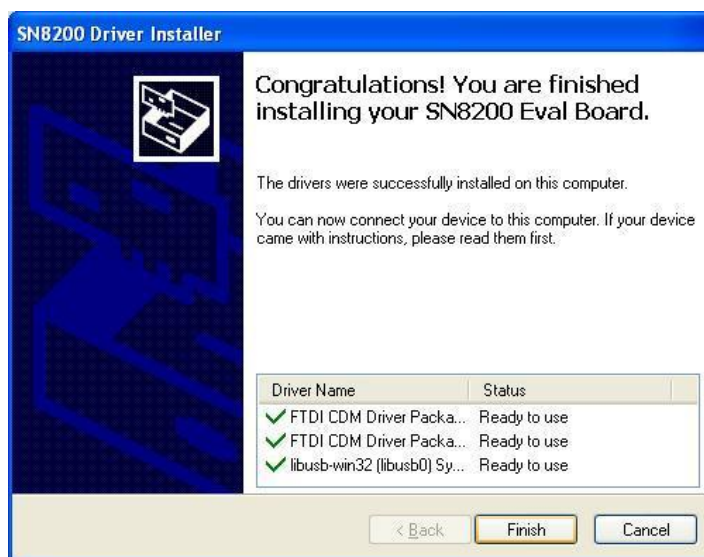 SN8200 Driver Installer
Congratulations! You are finished
installing your SN8200 Eval Board.
The drivers were successfully installed on this computer.
You can now connect your device to this computer. If your device
came with instructions, please read them first.
Driver Name Status
FTDI CDM Driver Packa... Ready to use
FTDI CDM Driver Packa... Ready to use
libusb-win32 (libusb0) Sy... Ready to use
< Back Finish Cancel